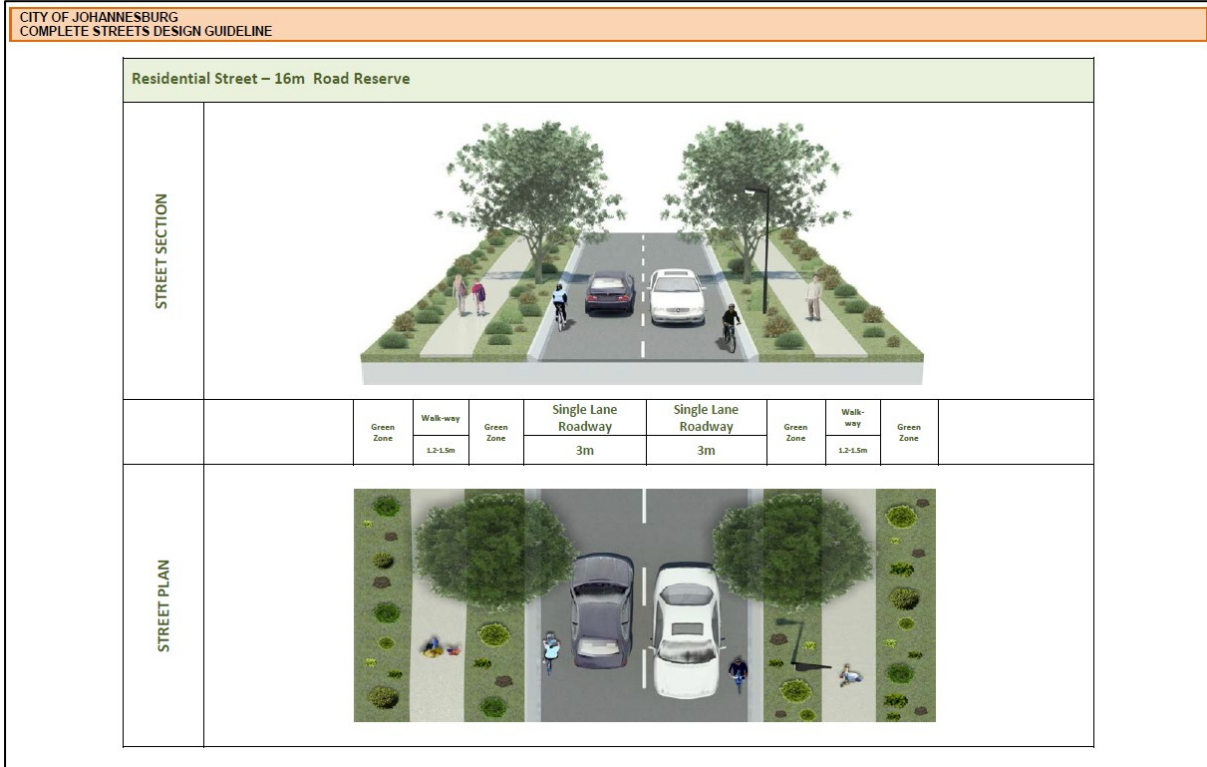 CITY OF JOHANNESBURG
COMPLETE STREETS DESIGN GUIDELINE
Residential Street – 16m Road Reserve
STREET SECTION
Green
Zone
Walk-way
1.2-1.5m
Green
Zone
Single Lane
Roadway
3m
Single Lane
Roadway
3m
Green
Zone
Walk-
way
1.2-1.5m
Green
Zone
STREET PLAN